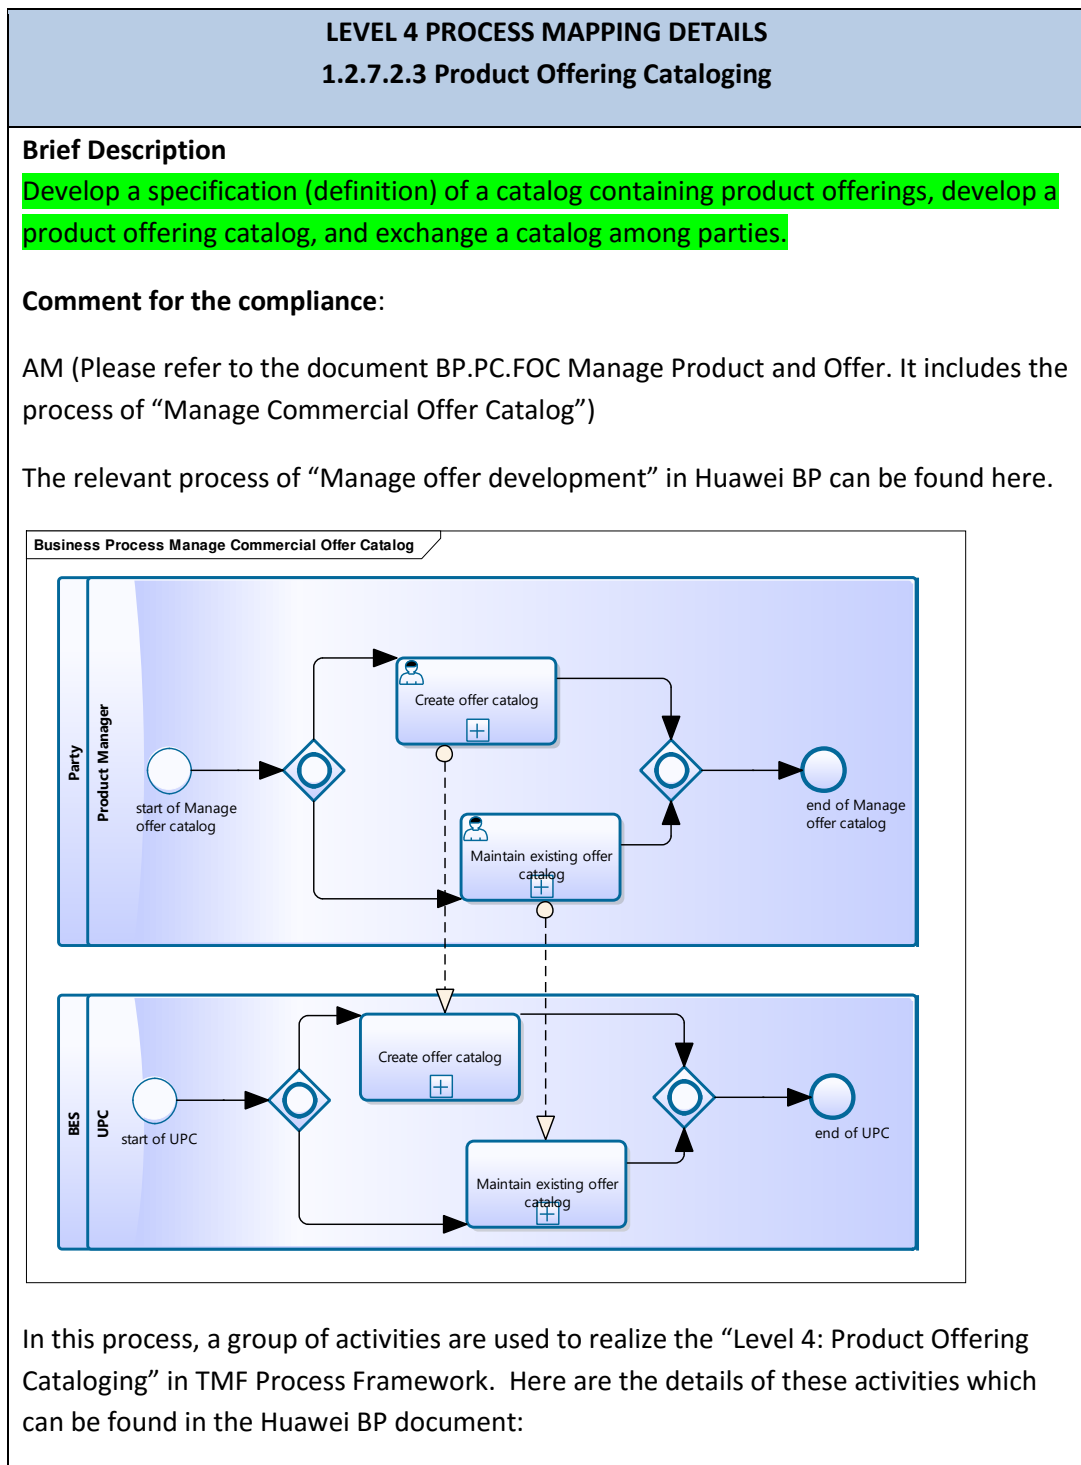 LEVEL 4 PROCESS MAPPING DETAILS
1.2.7.2.3 Product Offering Cataloging
Brief Description
Develop a specification (definition) of a catalog containing product offerings, develop a
product offering catalog, and exchange a catalog among parties.
Comment for the compliance:
AM (Please refer to the document BP.PC.FOC Manage Product and Offer. It includes the
process of “Manage Commercial Offer Catalog”)
The relevant process of “Manage offer development” in Huawei BP can be found here.
Business Process Manage Commercial Offer Catalog
Party
Product Manager
start of Manage
offer catalog
Create offer catalog
Maintain existing offer
catalog
end of Manage
offer catalog
BES
UPC
start of UPC
Create offer catalog
Maintain existing offer
catalog
end of UPC
In this process, a group of activities are used to realize the “Level 4: Product Offering
Cataloging” in TMF Process Framework.  Here are the details of these activities which
can be found in the Huawei BP document: